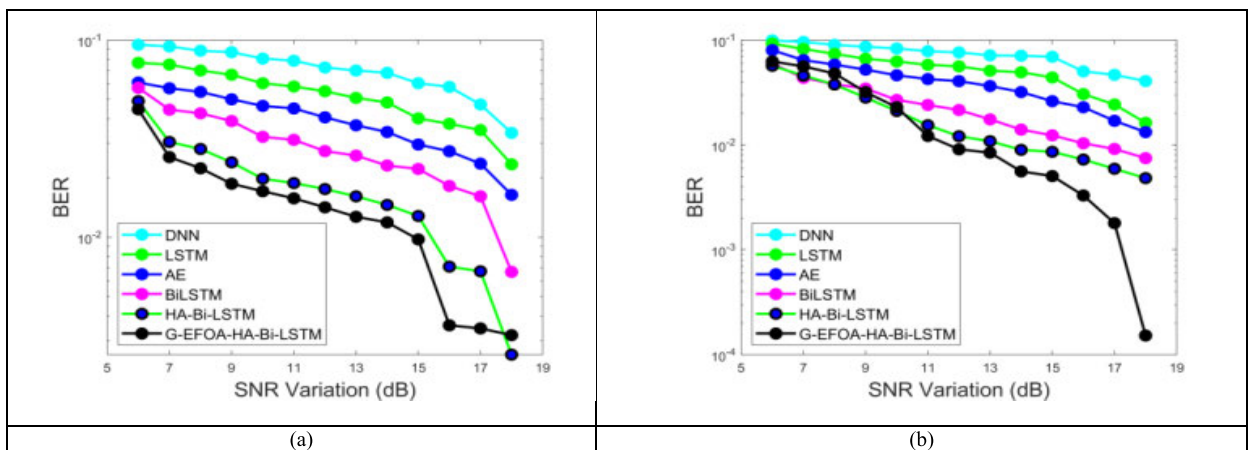 10^-1
10^-2
BER
DNN
LSTM
AE
BiLSTM
HA-Bi-LSTM
G-EFOA-HA-Bi-LSTM
5 7 9 11 13 15 17 19
SNR Variation (dB)
(a)
10^-1
10^-2
10^-3
10^-4
BER
DNN
LSTM
AE
BiLSTM
HA-Bi-LSTM
G-EFOA-HA-Bi-LSTM
5 7 9 11 13 15 17 19
SNR Variation (dB)
(b)